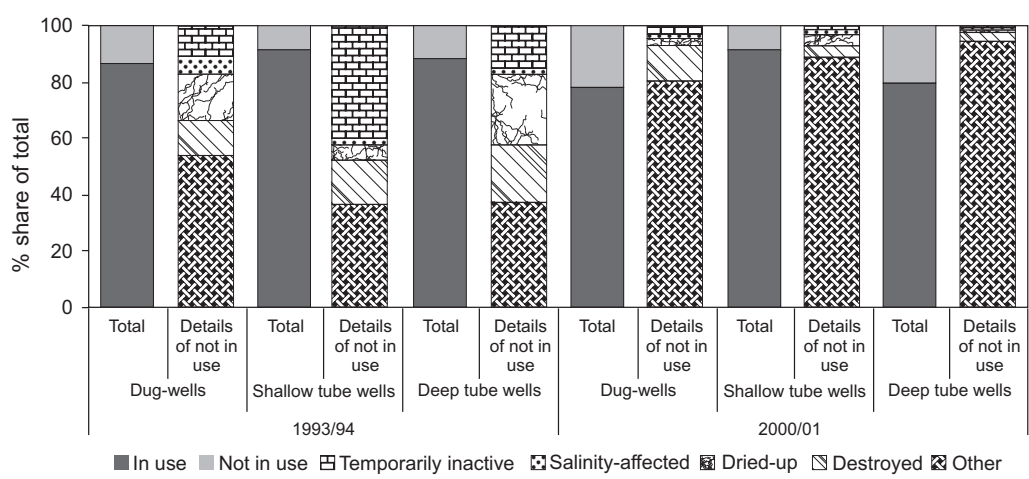 % share of total
100
80
60
40
20
0
Total Details of not in use Total Details of not in use Total Details of not in use Total Details of not in use Total Details of not in use Total Details of not in use
Dug-wells Shallow tube wells Deep tube wells Dug-wells Shallow tube wells Deep tube wells
1993/94 2000/01
In use Not in use Temporarily inactive Salinity-affected Dried-up Destroyed Other